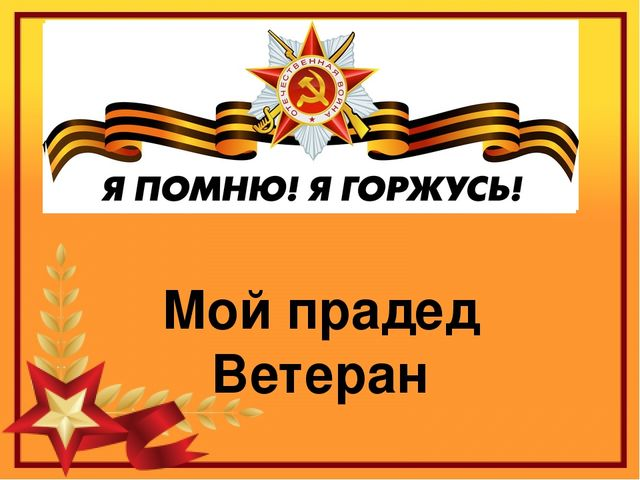 ОТЕЧЕСТВЕННАЯ ВОЙНА
Я ПОМНЮ! Я ГОРЖУСЬ!
Мой прадед
Ветеран